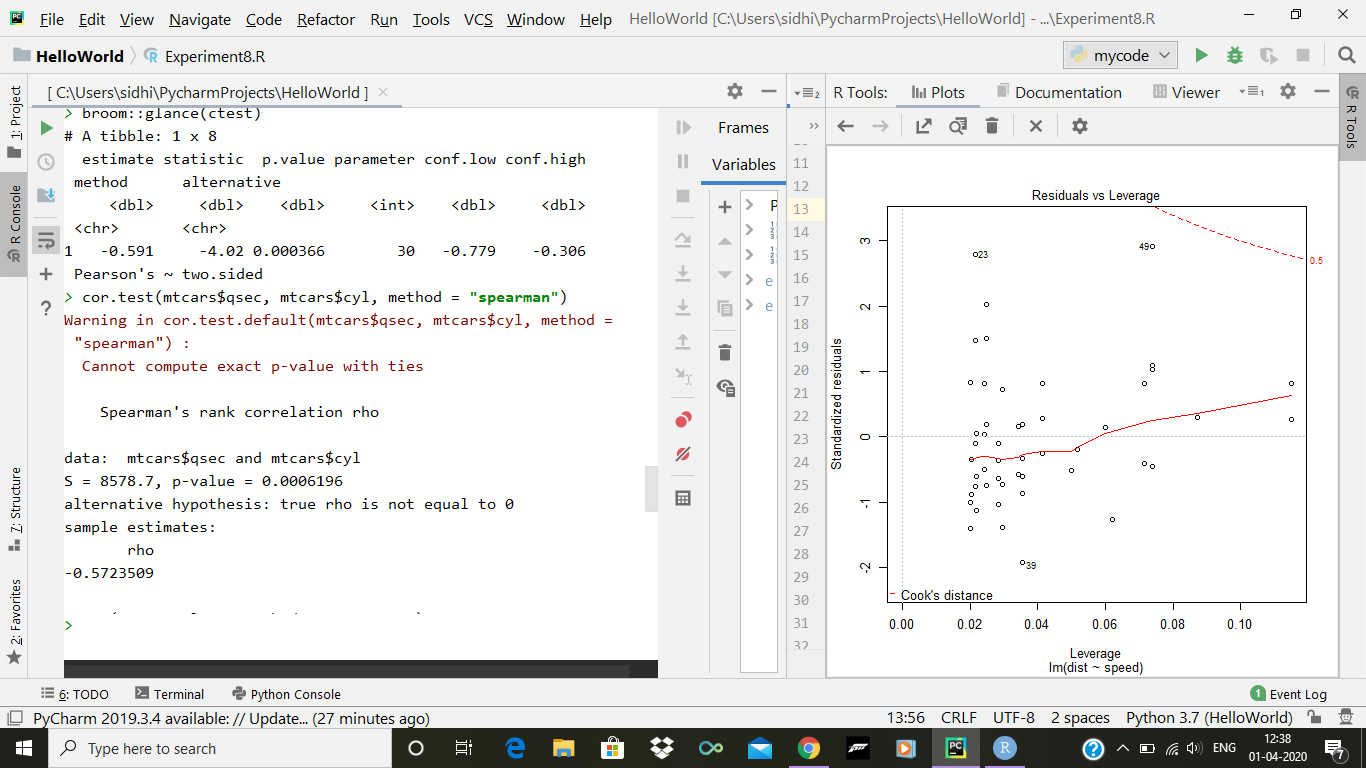 File Edit View Navigate Code Refactor Run Tools VCS Window Help HelloWorld [C:\Users\sidhi\PycharmProjects\HelloWorld] - ...\Experiment8.R
HelloWorld Experiment8.R
mycode
1: Project
R Console
7: Structure
2: Favorites
[ C:\Users\sidhi\PycharmProjects\HelloWorld ]
> broom::glance(ctest)
# A tibble: 1 x 8
estimate statistic  p.value parameter conf.low conf.high
method       alternative
<dbl>     <dbl>    <dbl>     <int>    <dbl>     <dbl>
<chr>       <chr>
1   -0.591     -4.02 0.000366        30   -0.779    -0.306
Pearson's ~ two.sided
> cor.test(mtcars$qsec, mtcars$cyl, method = "spearman")
Warning in cor.test.default(mtcars$qsec, mtcars$cyl, method =
"spearman") :
Cannot compute exact p-value with ties
Spearman's rank correlation rho
data:  mtcars$qsec and mtcars$cyl
S = 8578.7, p-value = 0.0006196
alternative hypothesis: true rho is not equal to 0
sample estimates:
rho
-0.5723509
>
Frames
Variables
P
e
e
11
12
13
14
15
16
17
18
19
20
21
22
23
24
25
26
27
28
29
30
31
32
R Tools: Plots Documentation Viewer
R Tools
Residuals vs Leverage
Standardized residuals
3
2
1
0
-1
-2
23
49
39
0.5
Cook's distance
0.00 0.02 0.04 0.06 0.08 0.10
Leverage
lm(dist ~ speed)
6: TODO Terminal Python Console
1 Event Log
PyCharm 2019.3.4 available: // Update... (27 minutes ago)
13:56 CRLF UTF-8 2 spaces Python 3.7 (HelloWorld)
Type here to search
ENG
12:38
01-04-2020
7